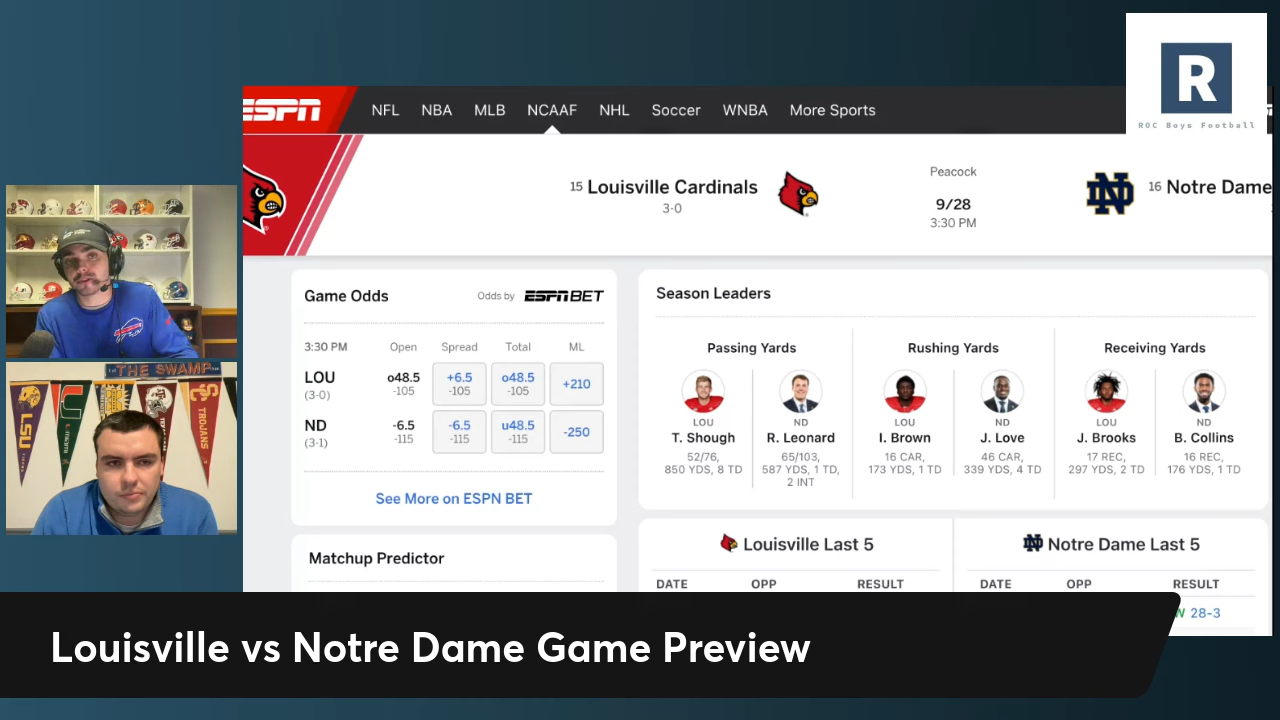 R
ROC Boys Football
ESPN
NFL NBA MLB NCAAF NHL Soccer WNBA More Sports
15 Louisville Cardinals
3-0
Peacock
9/28
3:30 PM
16 Notre Dame
Game Odds
Odds by ESPN BET
3:30 PM Open Spread Total ML
LOU o48.5 +6.5 o48.5 +210
(3-0) -105 -105 -105
ND -6.5 -6.5 u48.5 -250
(3-1) -115 -115 -115
See More on ESPN BET
Matchup Predictor
Season Leaders
Passing Yards Rushing Yards Receiving Yards
LOU ND LOU ND LOU ND
T. Shough R. Leonard I. Brown J. Love J. Brooks B. Collins
52/76, 65/103, 16 CAR, 46 CAR, 17 REC, 16 REC,
850 YDS, 8 TD 587 YDS, 1 TD, 173 YDS, 1 TD 339 YDS, 4 TD 297 YDS, 2 TD 176 YDS, 1 TD
2 INT
Louisville Last 5 Notre Dame Last 5
DATE OPP RESULT DATE OPP RESULT
W 28-3
THE SWAMP
LSU
U
TROJANS
Louisville vs Notre Dame Game Preview